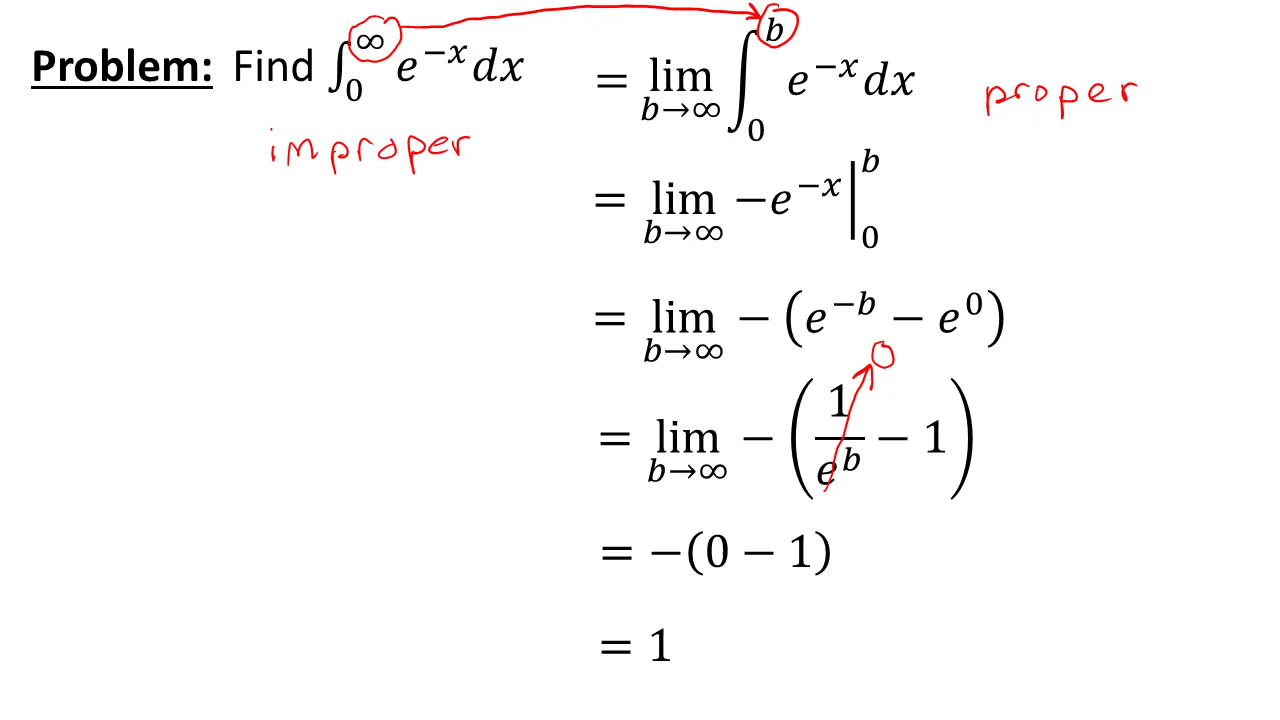 Problem: Find ∫₀^∞ e^{−x} dx = lim_{b→∞} ∫₀^b e^{−x} dx
improper
proper
= lim_{b→∞} −e^{−x} |₀^b
= lim_{b→∞} − (e^{−b} − e^0)
0
= lim_{b→∞} − (1/e^b − 1)
= −(0 − 1)
= 1